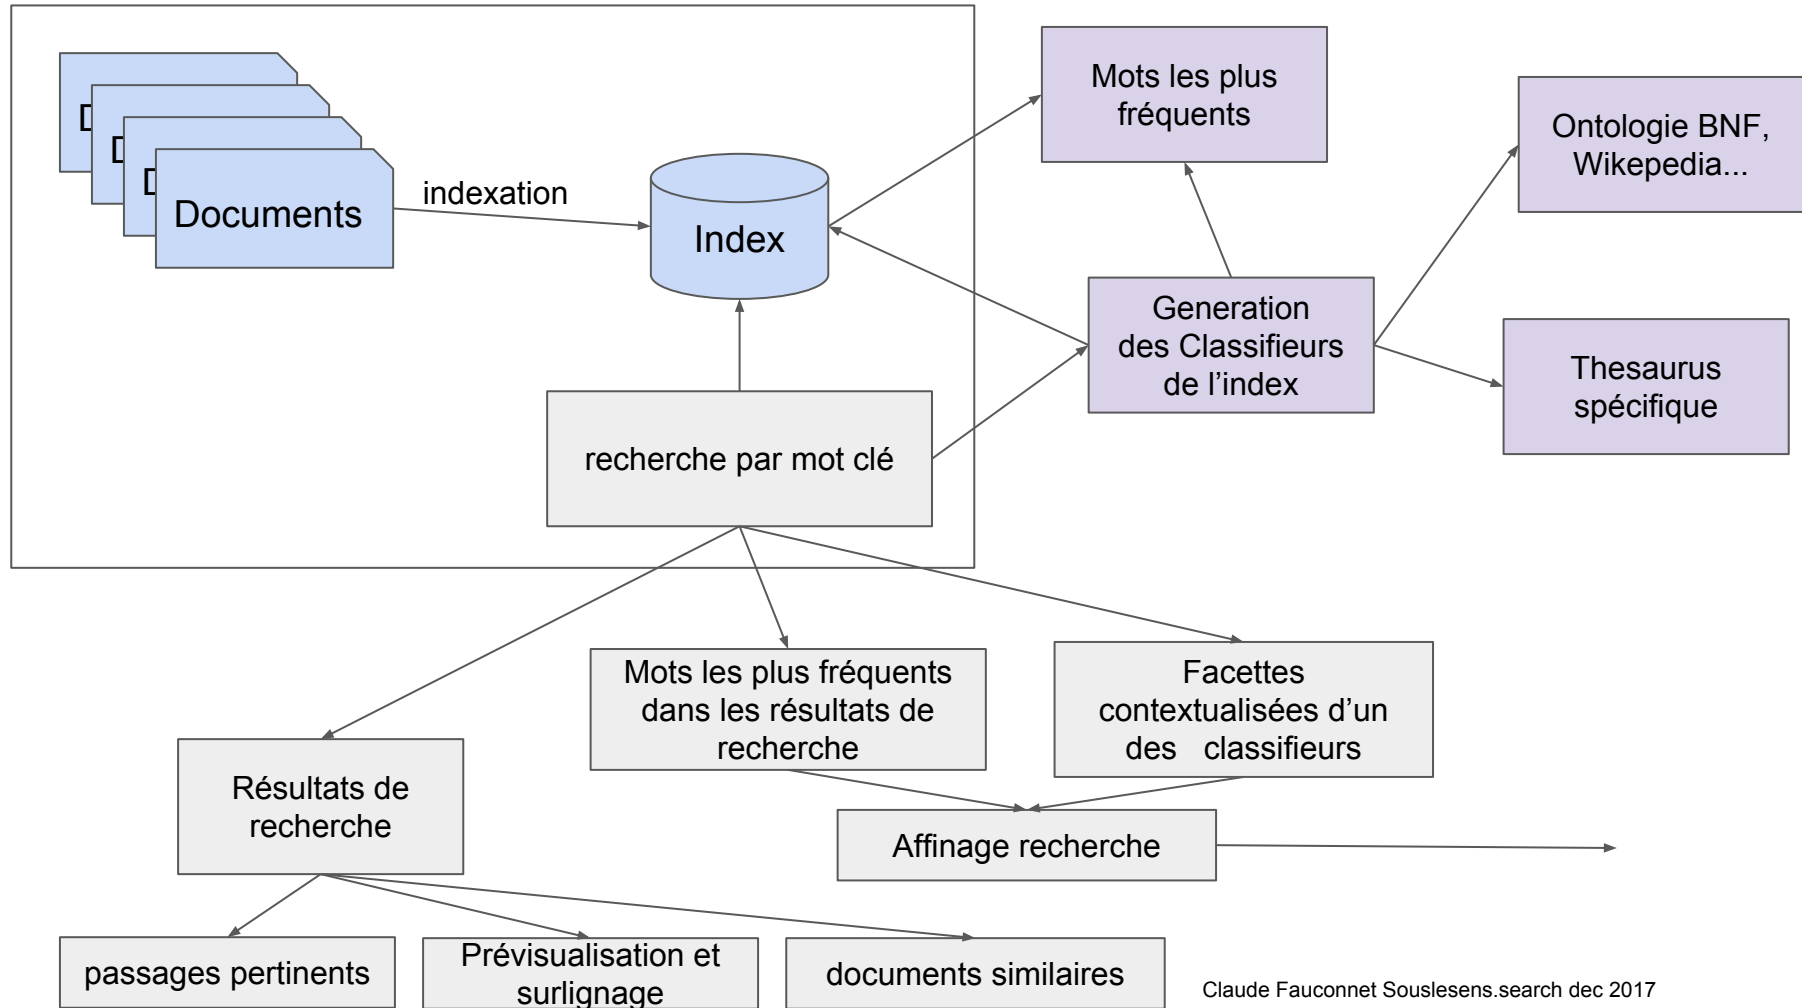 D
D
D
Documents
indexation
Index
Mots les plus
fréquents
Ontologie BNF,
Wikepedia...
Generation
des Classifieurs
de l'index
Thesaurus
spécifique
recherche par mot clé
Mots les plus fréquents
dans les résultats de
recherche
Facettes
contextualisées d'un
des classifieurs
Résultats de
recherche
Affinage recherche
passages pertinents
Prévisualisation et
surlignage
documents similaires
Claude Fauconnet Souslesens.search dec 2017